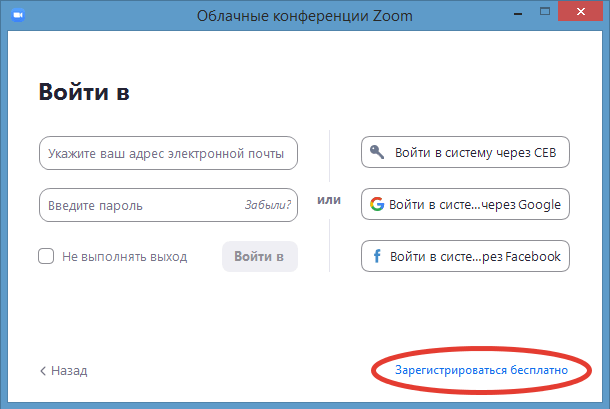 Облачные конференции Zoom
Войти в
Укажите ваш адрес электронной почты
Введите пароль
Забыли?
Не выполнять выход
Войти в
или
Войти в систему через СЕВ
Войти в систе...через Google
Войти в систе...рез Facebook
Назад
Зарегистрироваться бесплатно